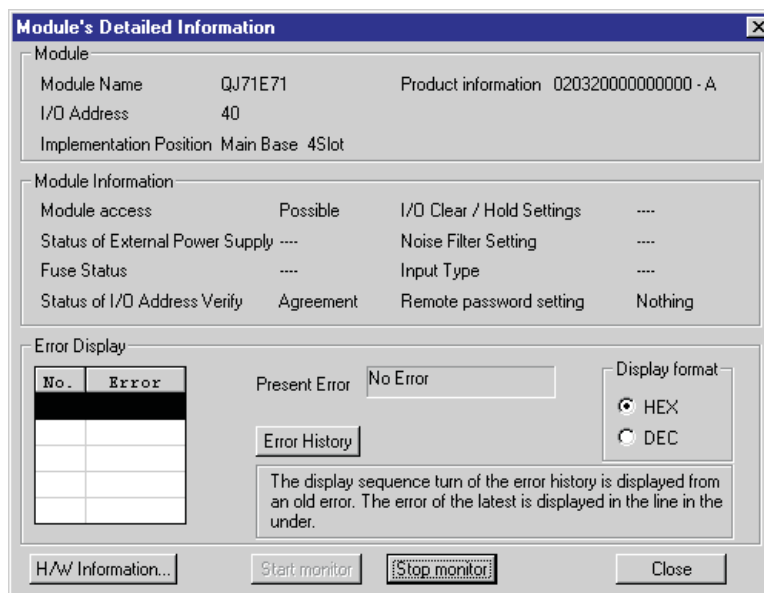 Module's Detailed Information
Module
Module Name QJ71E71 Product information 020320000000000 - A
I/O Address 40
Implementation Position Main Base 4Slot
Module Information
Module access Possible I/O Clear / Hold Settings ----
Status of External Power Supply ---- Noise Filter Setting ----
Fuse Status ---- Input Type ----
Status of I/O Address Verify Agreement Remote password setting Nothing
Error Display
No. Error
Present Error No Error
Display format
HEX
DEC
Error History
The display sequence turn of the error history is displayed from
an old error. The error of the latest is displayed in the line in the
under.
H/W Information... Start monitor Stop monitor Close